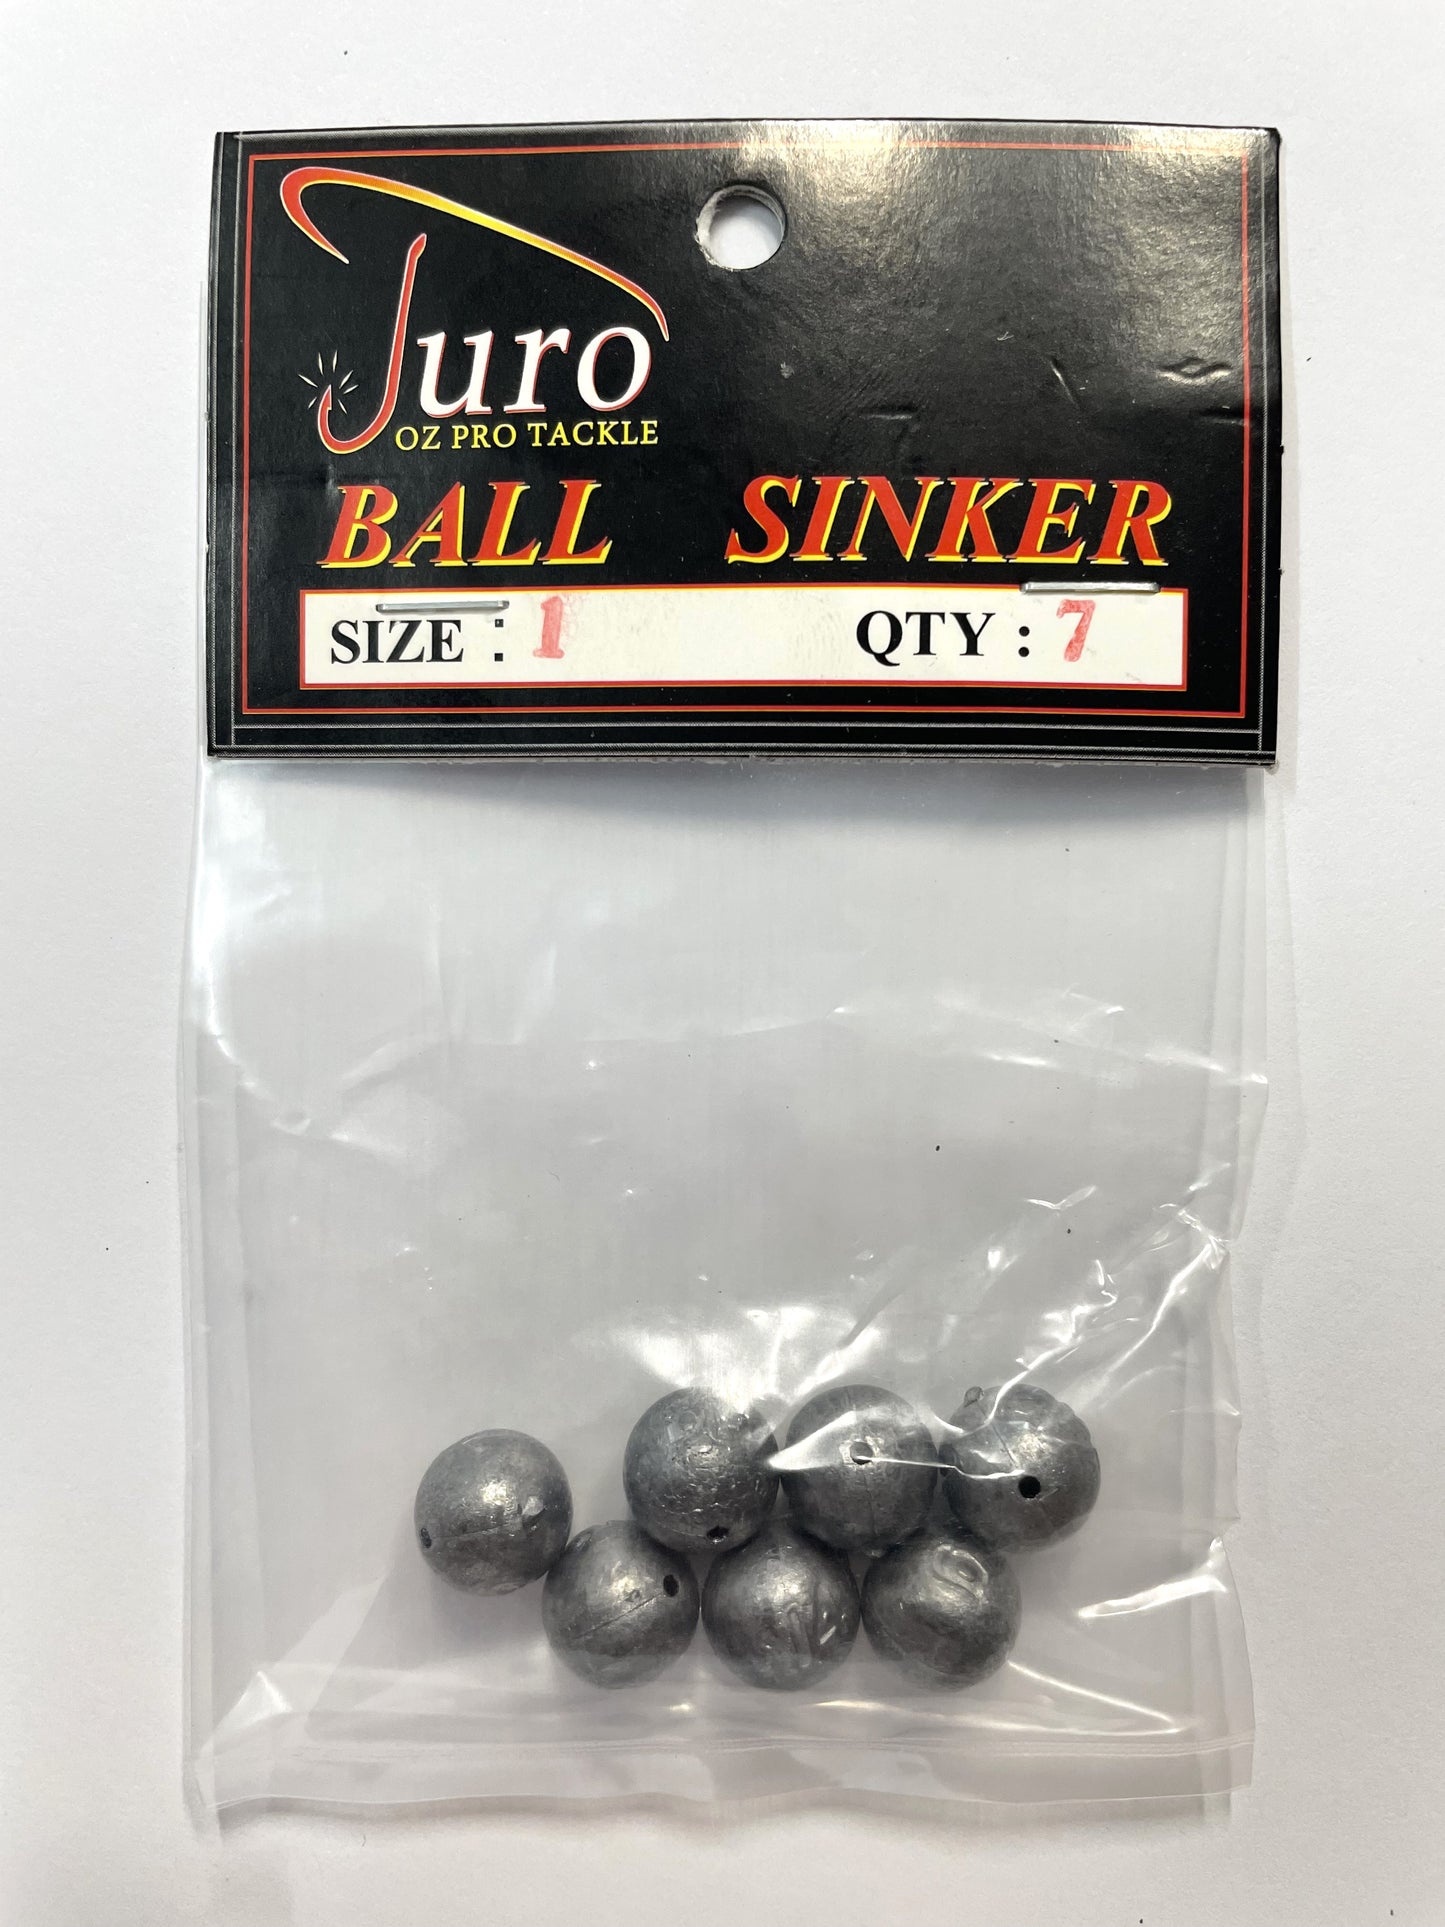 Juro
OZ PRO TACKLE
BALL SINKER
SIZE : 1 QTY : 7